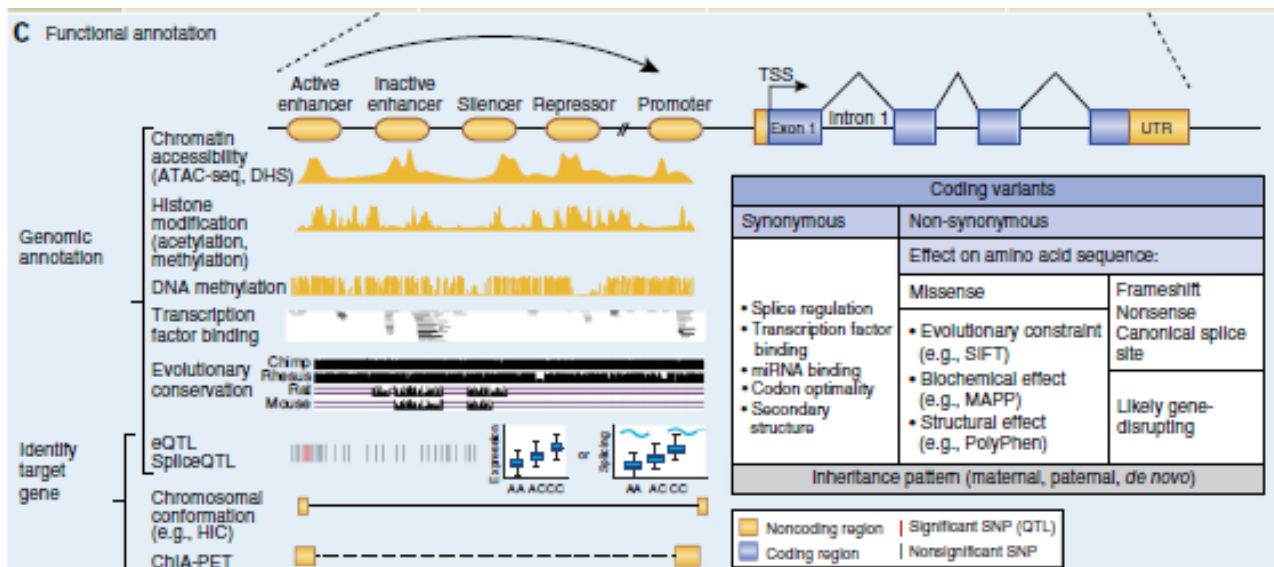 C Functional annotation
Active
enhancer
Inactive
enhancer
Silencer
Repressor
Promoter
TSS
Exon 1
Intron 1
UTR
Genomic
annotation
Chromatin
accessibility
(ATAC-seq, DHS)
Histone
modification
(acetylation,
methylation)
DNA methylation
Transcription
factor binding
Evolutionary
conservation
Chimp
Rhesus
Rat
Mouse
Identify
target
gene
eQTL
SpliceQTL
Expression
AA AC CC
or
Splicing
AA AC CC
Chromosomal
conformation
(e.g., HIC)
ChIA-PET
Coding variants
Synonymous
Non-synonymous
Effect on amino acid sequence:
• Splice regulation
• Transcription factor
binding
• miRNA binding
• Codon optimality
• Secondary
structure
Missense
• Evolutionary constraint
(e.g., SIFT)
• Biochemical effect
(e.g., MAPP)
• Structural effect
(e.g., PolyPhen)
Frameshift
Nonsense
Canonical splice
site
Likely gene-
disrupting
Inheritance pattern (maternal, paternal, de novo)
Noncoding region
Coding region
Significant SNP (QTL)
Nonsignificant SNP